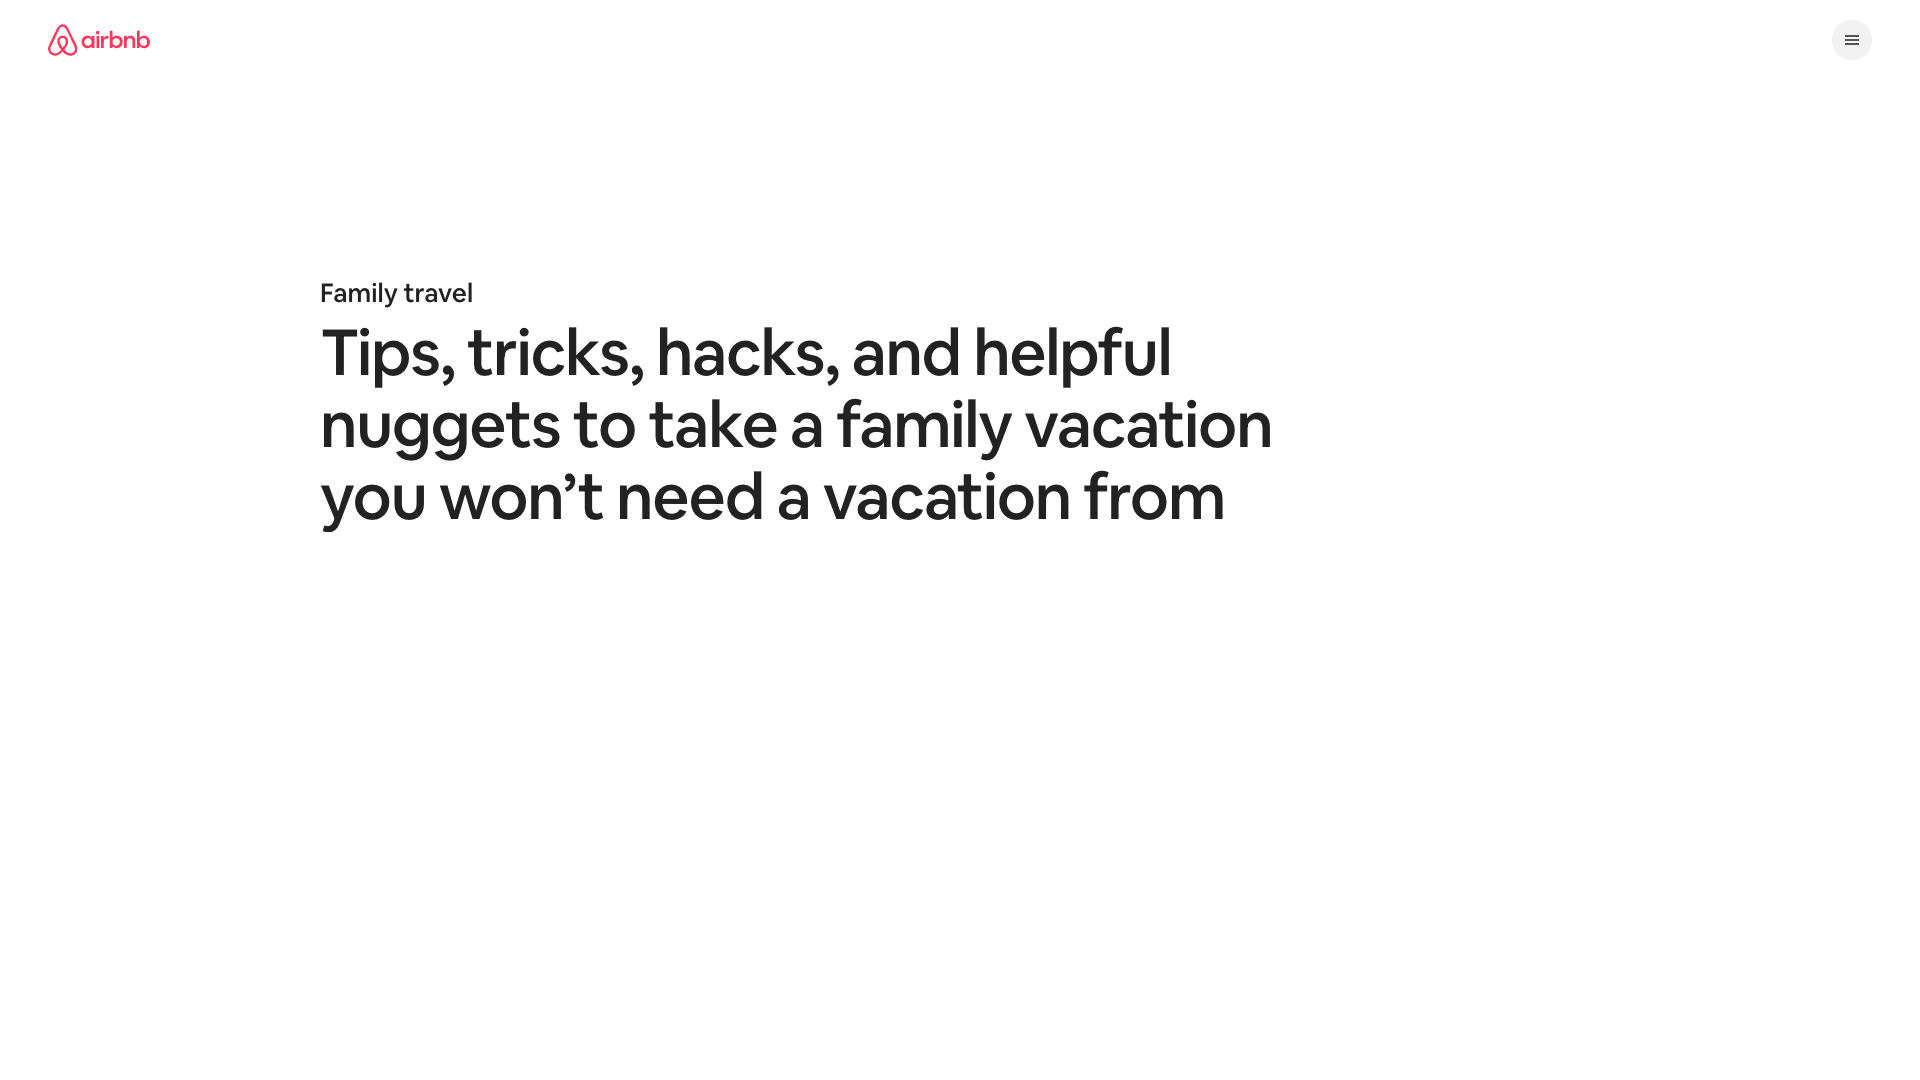 airbnb
Family travel
Tips, tricks, hacks, and helpful
nuggets to take a family vacation
you won’t need a vacation from